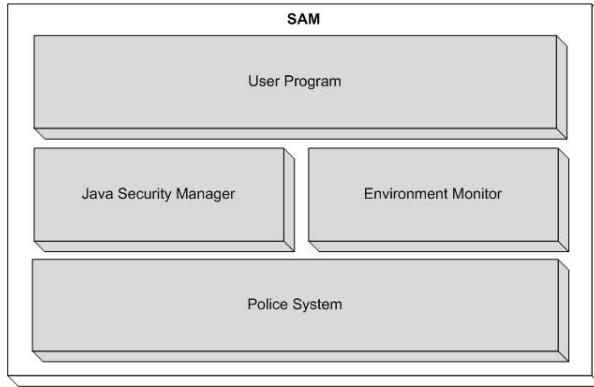 SAM
User Program
Java Security Manager
Environment Monitor
Police System